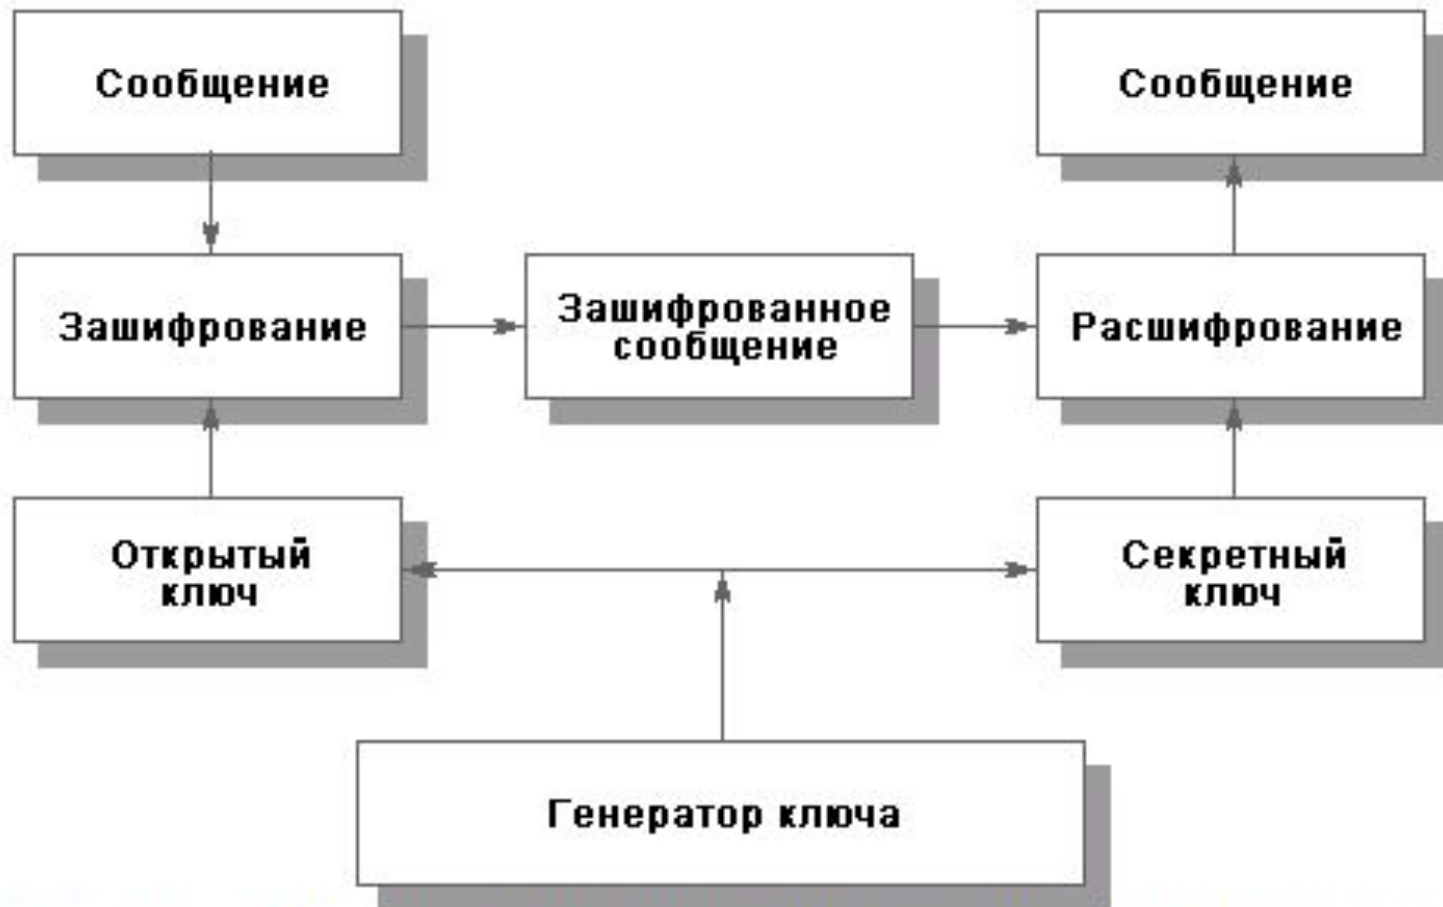 Сообщение
Сообщение
Зашифрование
Зашифрованное
сообщение
Расшифрование
Открытый
ключ
Секретный
ключ
Генератор ключа